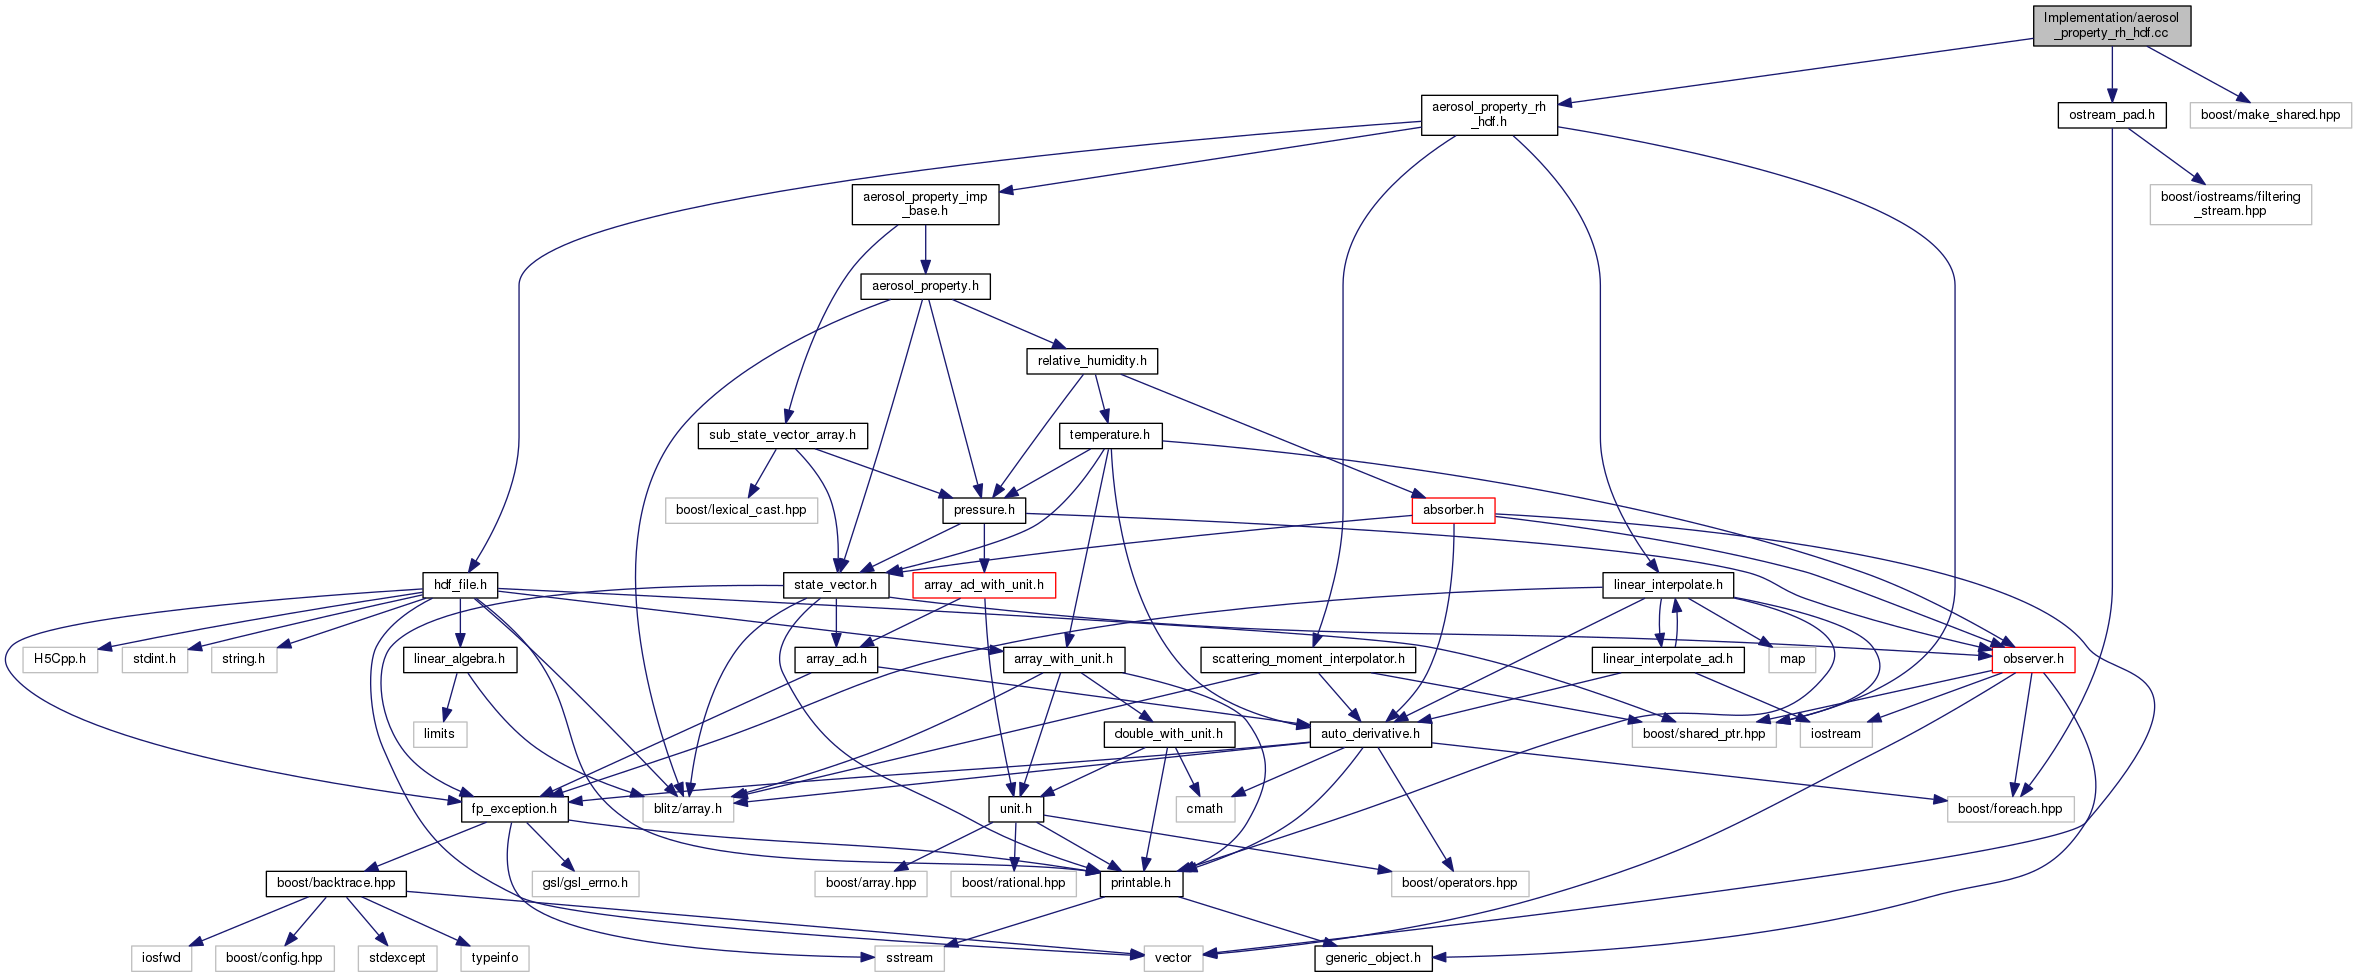 Implementation/aerosol
_property_rh_hdf.cc
aerosol_property_rh
_hdf.h
ostream_pad.h
boost/make_shared.hpp
aerosol_property_imp
_base.h
boost/iostreams/filtering
_stream.hpp
aerosol_property.h
relative_humidity.h
sub_state_vector_array.h
temperature.h
boost/lexical_cast.hpp
pressure.h
absorber.h
hdf_file.h
state_vector.h
array_ad_with_unit.h
linear_interpolate.h
H5Cpp.h
stdint.h
string.h
linear_algebra.h
array_ad.h
array_with_unit.h
scattering_moment_interpolator.h
linear_interpolate_ad.h
map
observer.h
limits
double_with_unit.h
auto_derivative.h
boost/shared_ptr.hpp
iostream
fp_exception.h
blitz/array.h
unit.h
cmath
boost/foreach.hpp
boost/backtrace.hpp
gsl/gsl_errno.h
boost/array.hpp
boost/rational.hpp
printable.h
boost/operators.hpp
iosfwd
boost/config.hpp
stdexcept
typeinfo
sstream
vector
generic_object.h